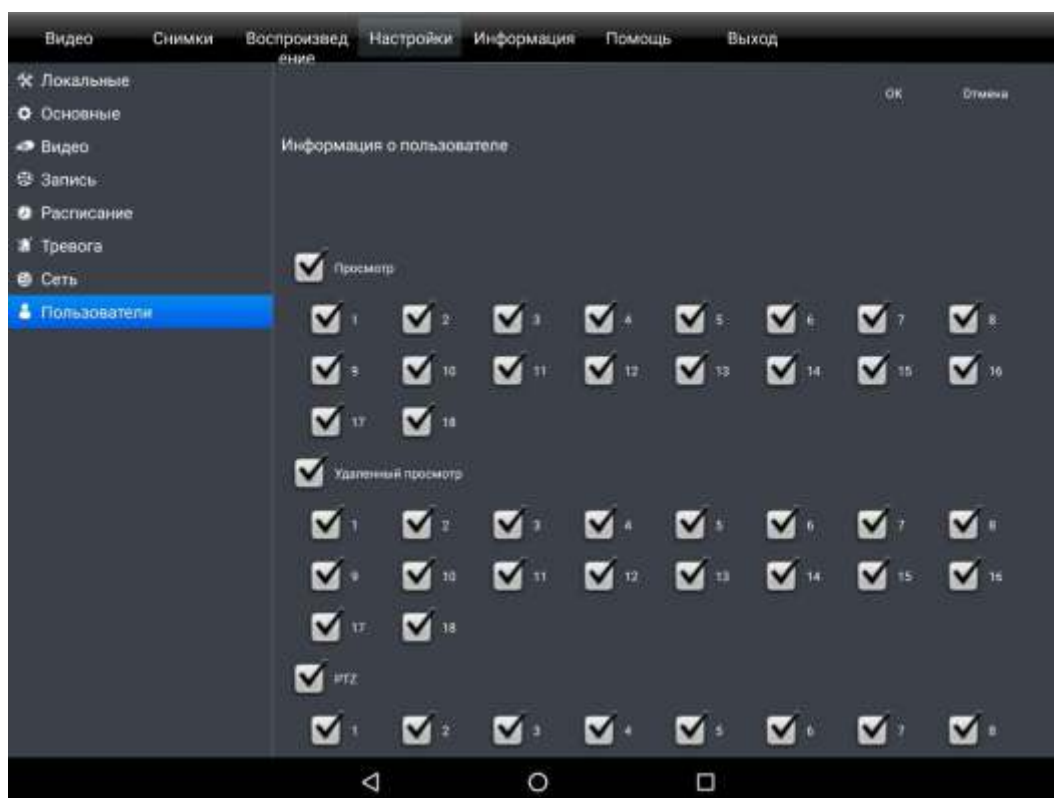 Видео Снимки Воспроизвед Настройки Информация Помощь Выход
ение
Локальные
OK Отмена
Основные
Видео
Информация о пользователе
Запись
Расписание
Тревога
Просмотр
Сеть
Пользователи
1 2 3 4 5 6 7 8
9 10 11 12 13 14 15 16
17 18
Удаленный просмотр
1 2 3 4 5 6 7 8
9 10 11 12 13 14 15 16
17 18
PTZ
1 2 3 4 5 6 7 8